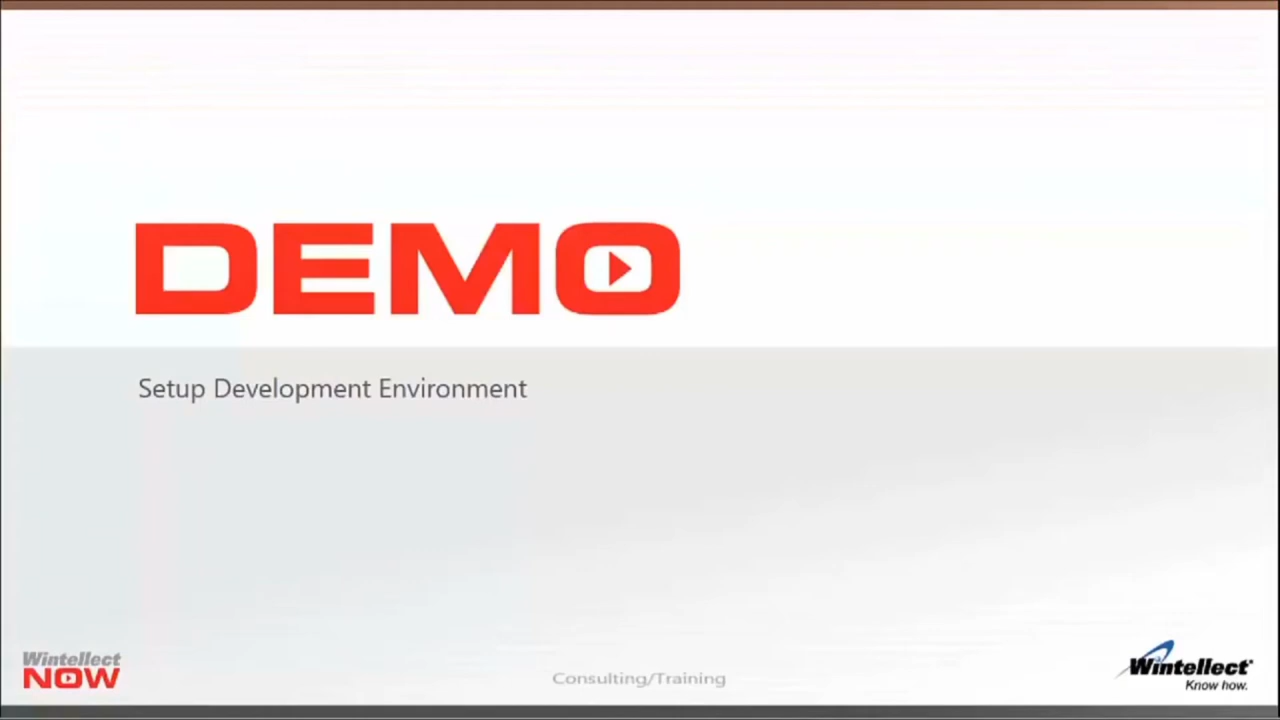 DEMO
Setup Development Environment
Wintellect
NOW
Consulting/Training
Wintellect
Know how.